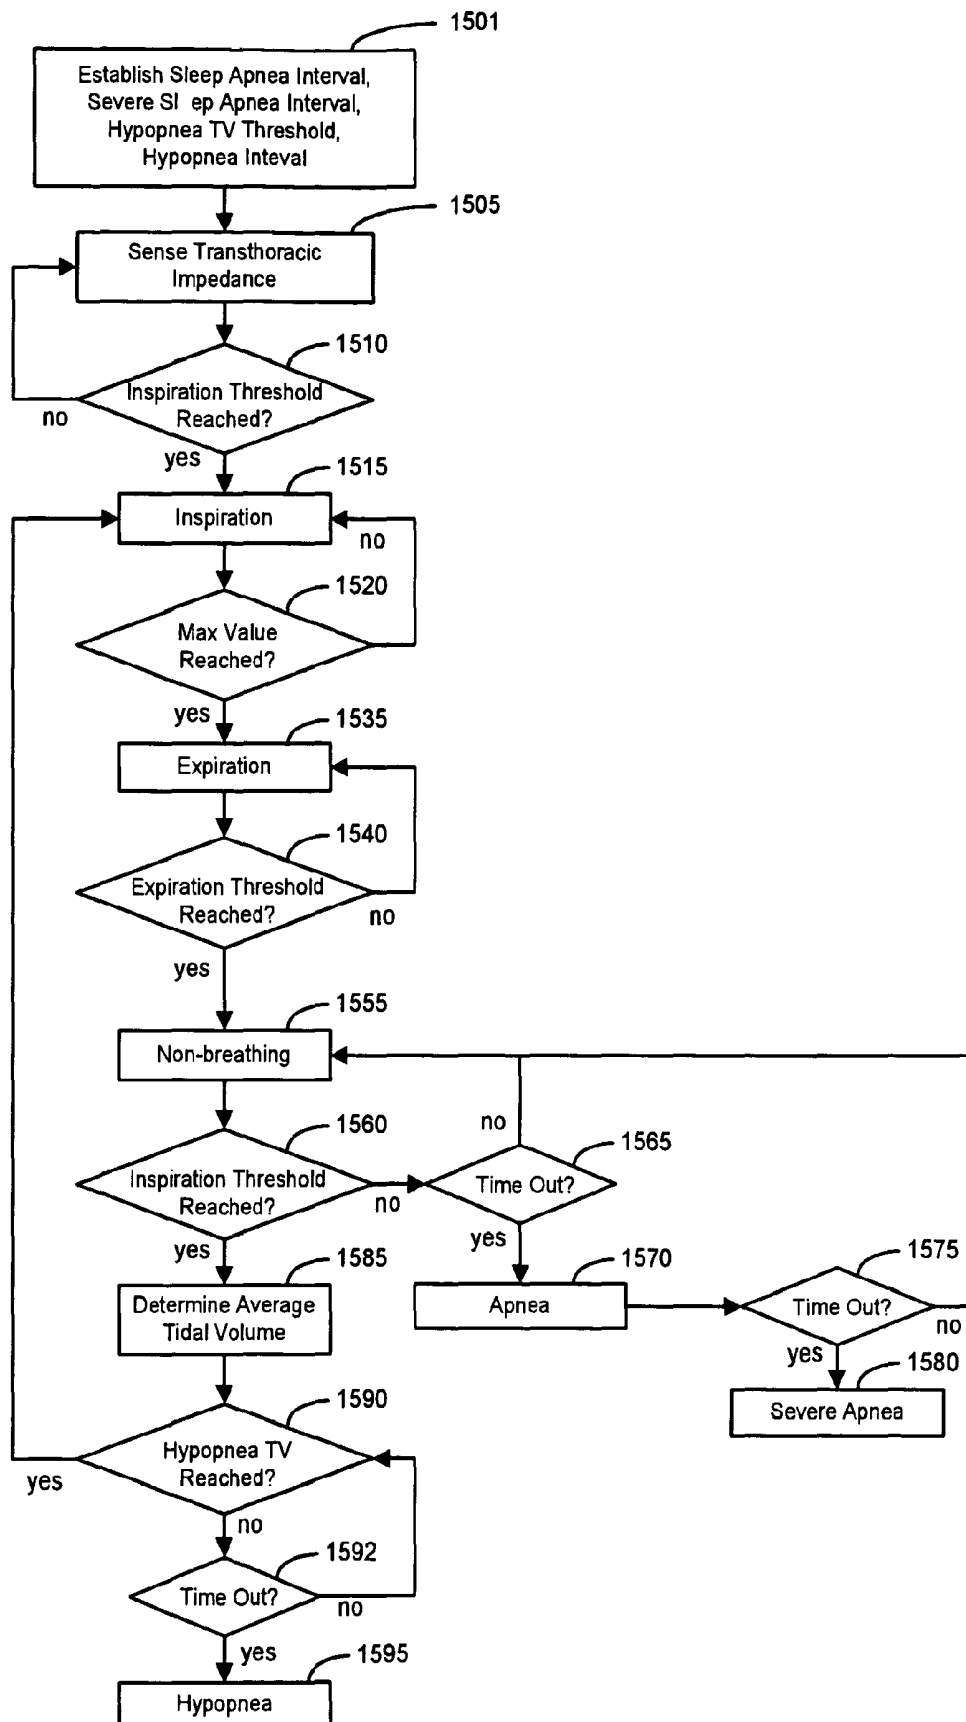 1501
Establish Sleep Apnea Interval,
Severe Sl ep Apnea Interval,
Hypopnea TV Threshold,
Hypopnea Inteval
1505
Sense Transthoracic
Impedance
1510
Inspiration Threshold
Reached?
no
yes
1515
Inspiration
no
1520
Max Value
Reached?
yes
1535
Expiration
1540
Expiration Threshold
Reached?
no
yes
1555
Non-breathing
1560
Inspiration Threshold
Reached?
no
yes
no
1565
Time Out?
yes
1585
Determine Average
Tidal Volume
1570
Apnea
1575
Time Out?
no
yes
1580
Severe Apnea
1590
Hypopnea TV
Reached?
yes
no
1592
Time Out?
no
yes
1595
Hypopnea